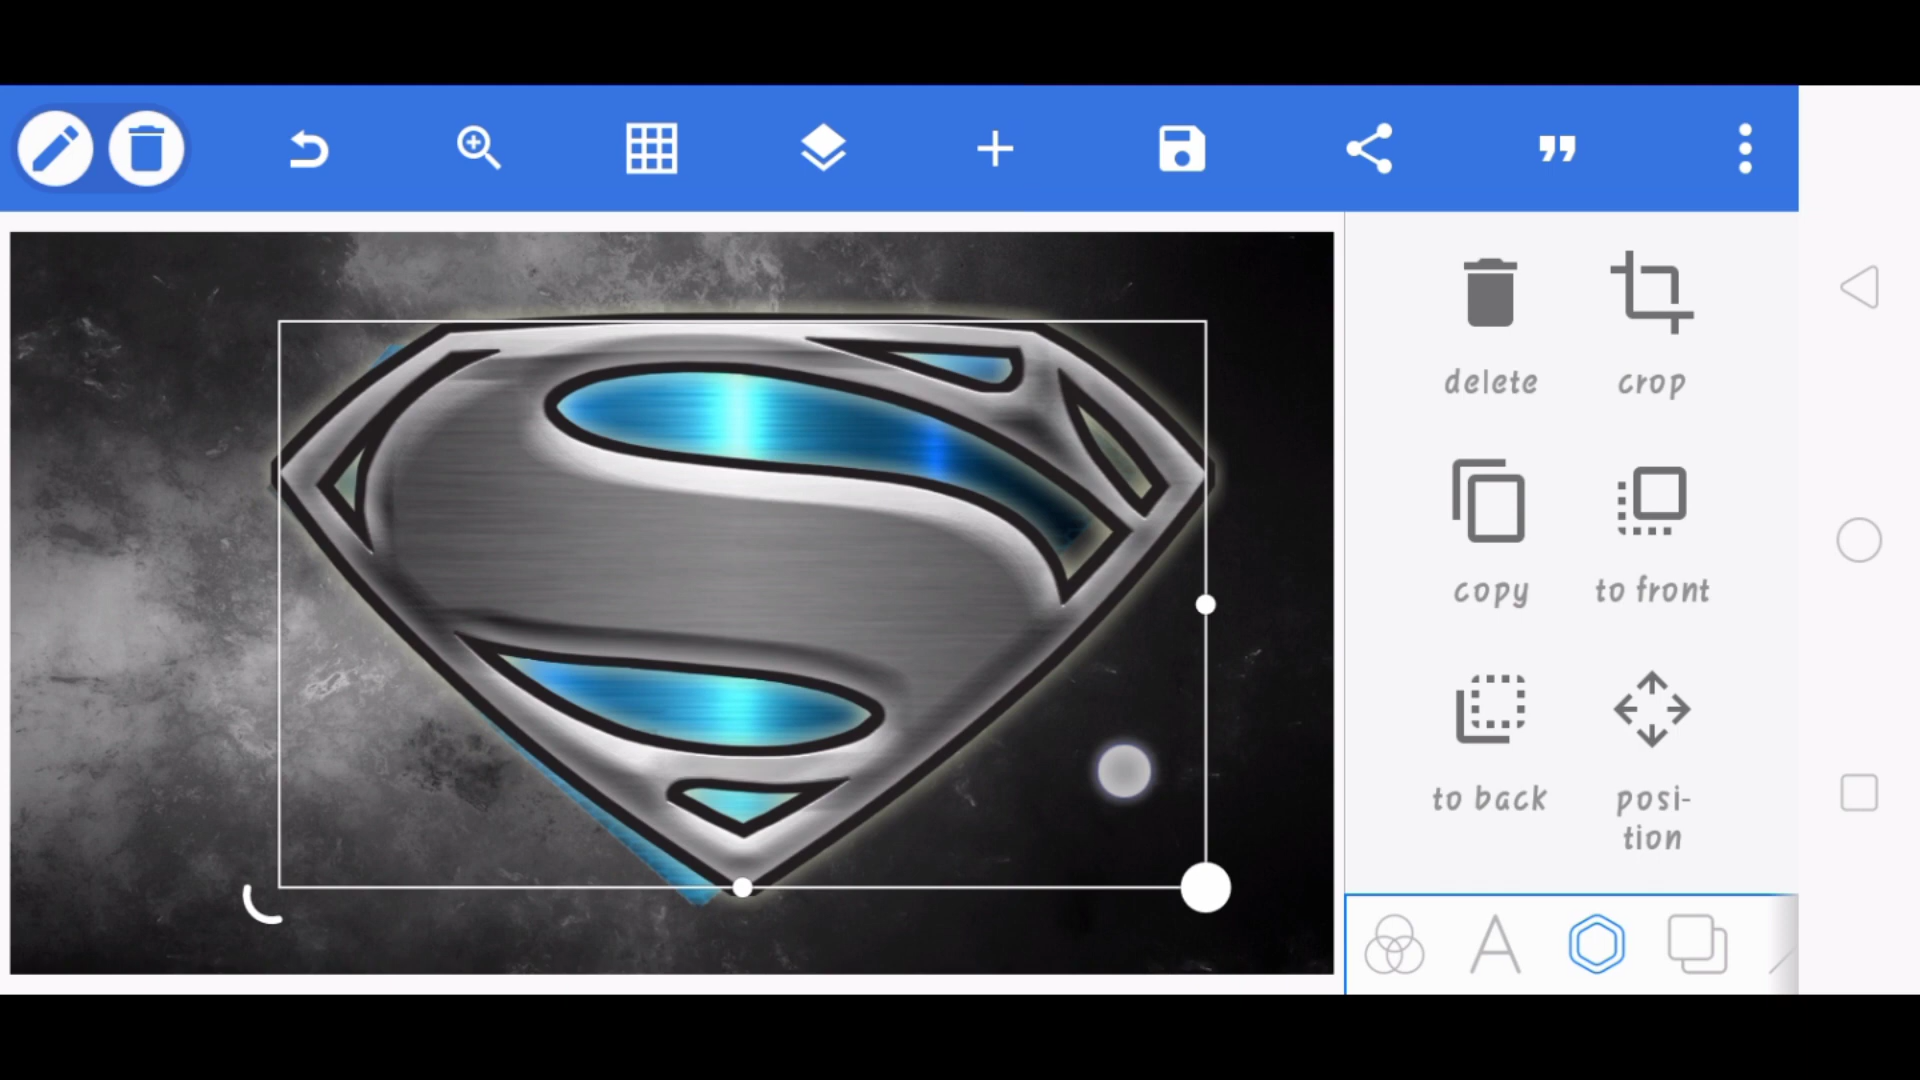 delete
crop
copy
to front
to back
posi-
tion